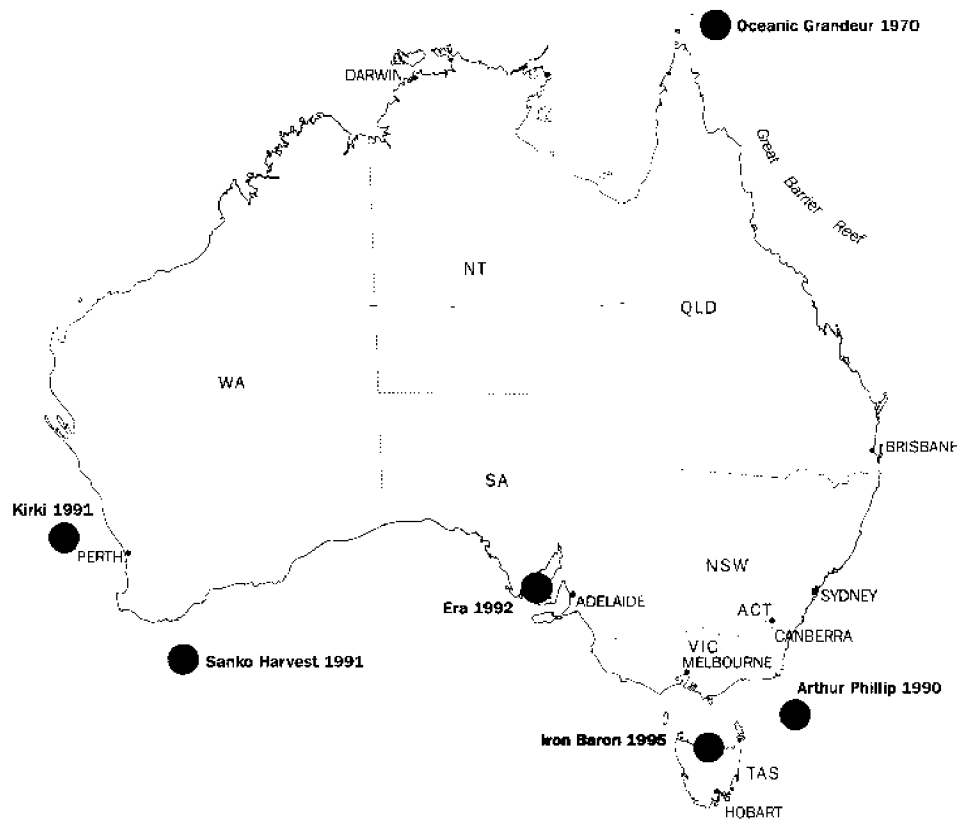 Oceanic Grandeur 1970
DARWIN
Great Barrier Reef
NT
QLD
WA
BRISBANE
SA
Kirki 1991
PERTH
NSW
Era 1992
ADELAIDE
SYDNEY
ACT
CANBERRA
VIC
MELBOURNE
Sanko Harvest 1991
Arthur Phillip 1990
Iron Baron 1995
TAS
HOBART